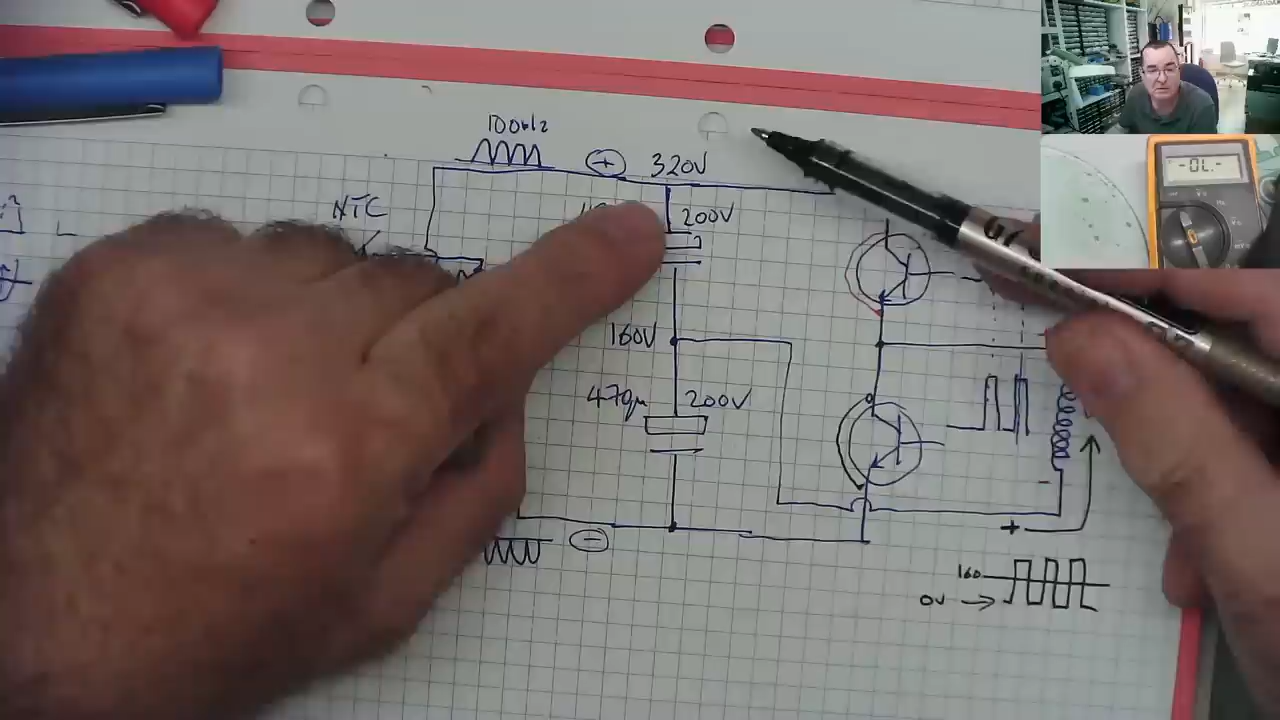 100Hz
+ 320V
NTC
200V
160V
470µ 200V
-
+
-
160
0V
-OL.